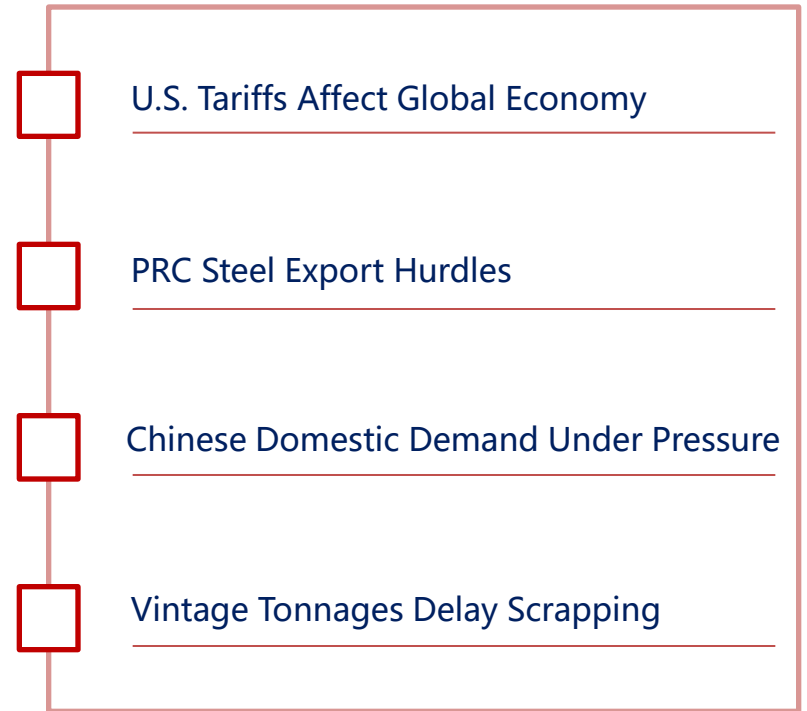 U.S. Tariffs Affect Global Economy
PRC Steel Export Hurdles
Chinese Domestic Demand Under Pressure
Vintage Tonnages Delay Scrapping